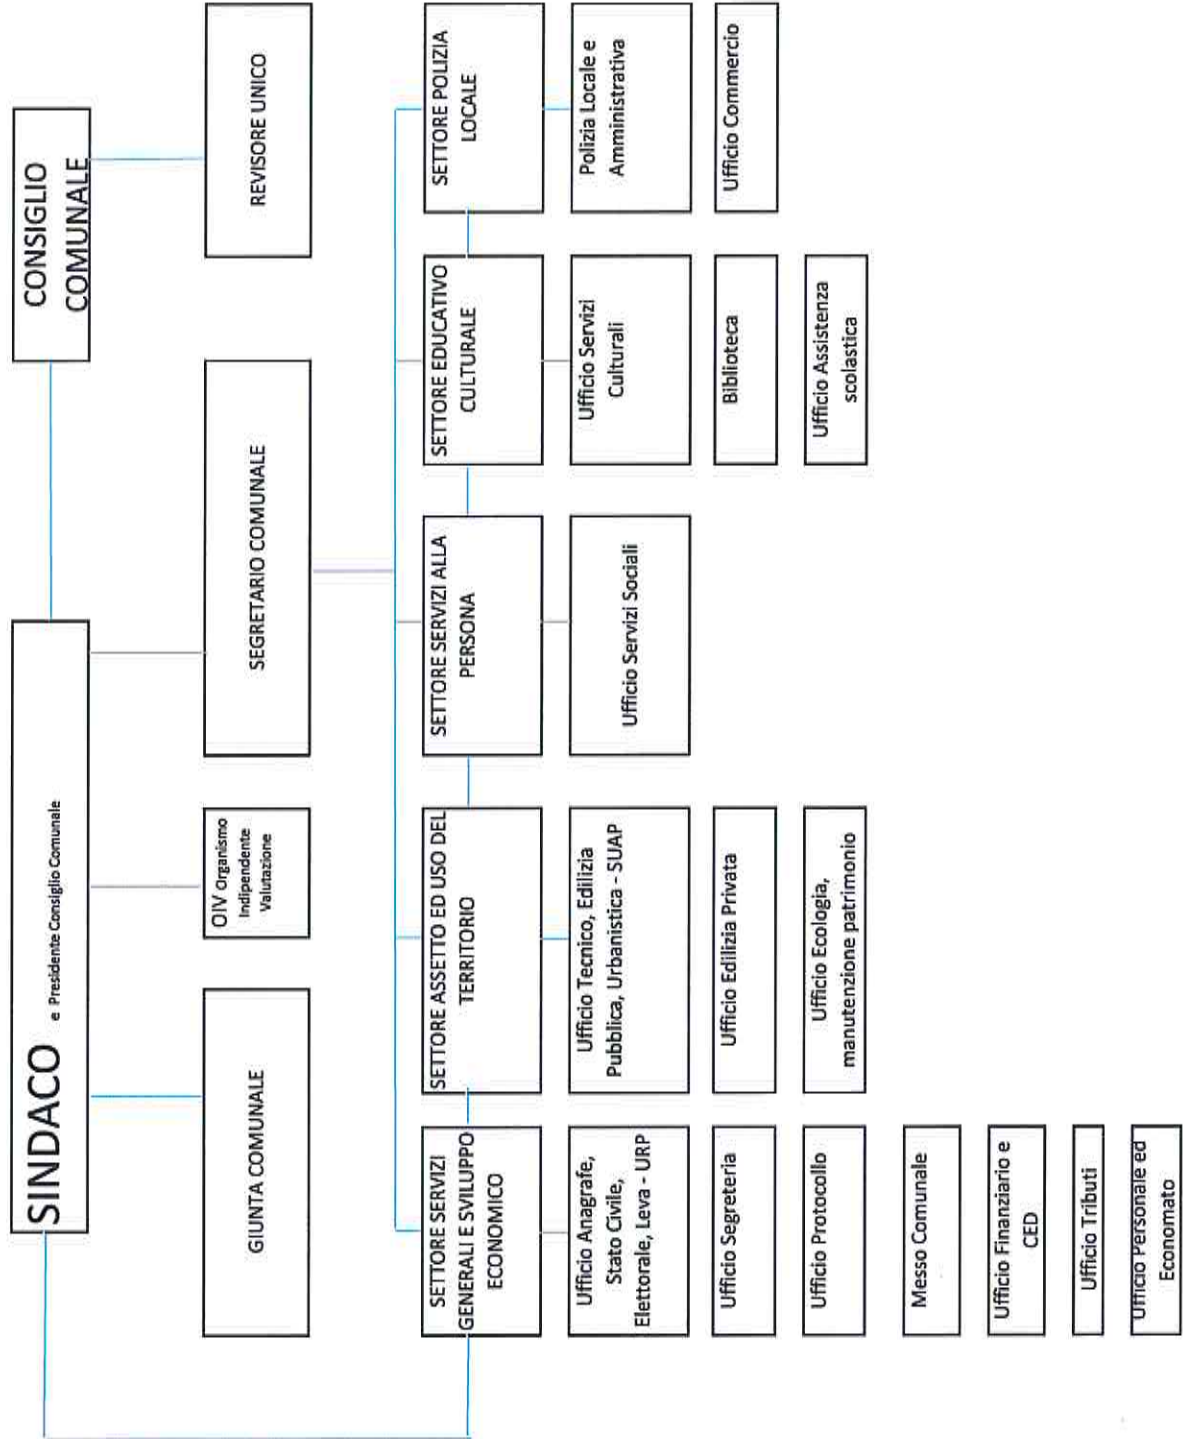 SINDACO e Presidente Consiglio Comunale
CONSIGLIO
COMUNALE
GIUNTA COMUNALE
OIV Organismo
Indipendente
Valutazione
SEGRETARIO COMUNALE
REVISORE UNICO
SETTORE SERVIZI
GENERALI E SVILUPPO
ECONOMICO
Ufficio Anagrafe,
Stato Civile,
Elettorale, Leva - URP
Ufficio Segreteria
Ufficio Protocollo
Messo Comunale
Ufficio Finanziario e
CED
Ufficio Tributi
Ufficio Personale ed
Economato
SETTORE ASSETTO ED USO DEL
TERRITORIO
Ufficio Tecnico, Edilizia
Pubblica, Urbanistica - SUAP
Ufficio Edilizia Privata
Ufficio Ecologia,
manutenzione patrimonio
SETTORE SERVIZI ALLA
PERSONA
Ufficio Servizi Sociali
SETTORE EDUCATIVO
CULTURALE
Ufficio Servizi
Culturali
Biblioteca
Ufficio Assistenza
scolastica
SETTORE POLIZIA
LOCALE
Polizia Locale e
Amministrativa
Ufficio Commercio